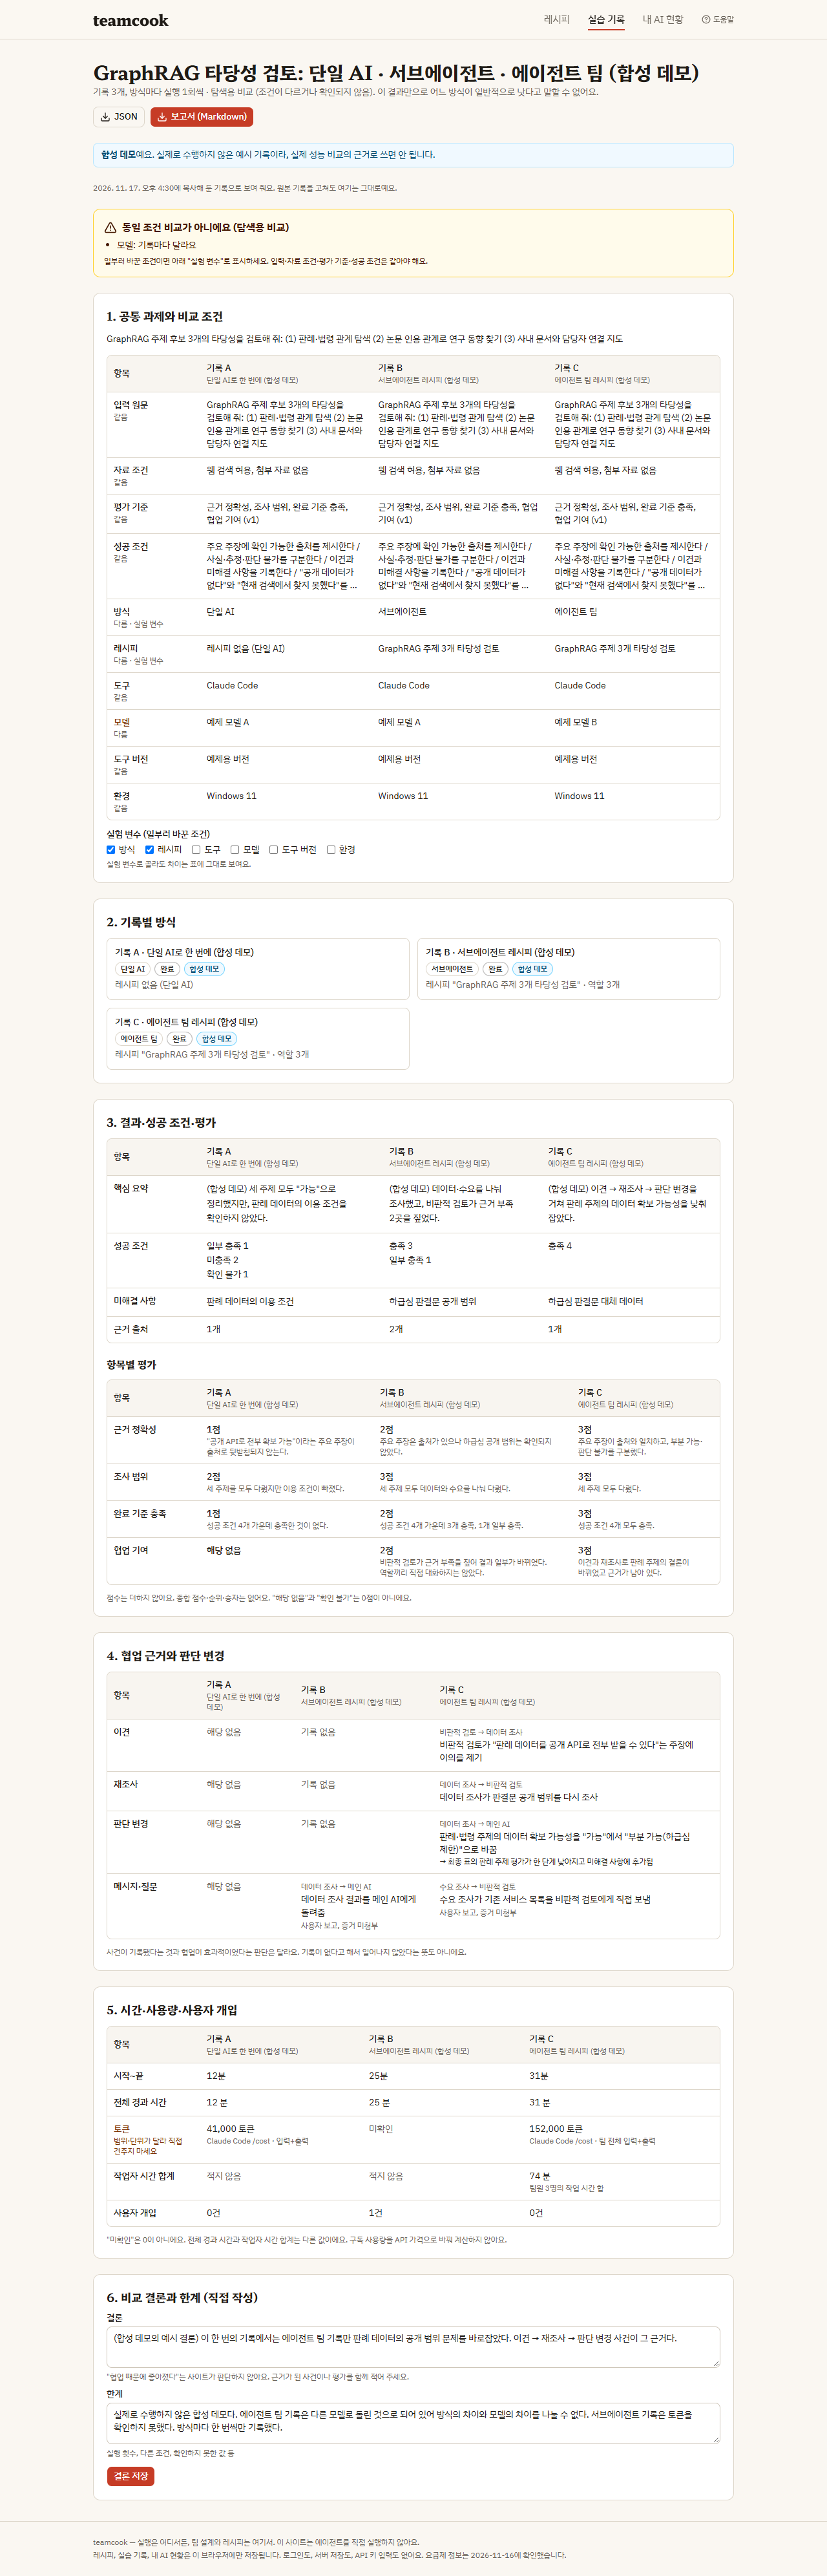 teamcook
레시피
실습 기록
내 AI 현황
도움말
GraphRAG 타당성 검토: 단일 AI · 서브에이전트 · 에이전트 팀 (합성 데모)
기록 3개, 방식마다 실행 1회씩 · 탐색용 비교 (조건이 다르거나 확인되지 않음). 이 결과만으로 어느 방식이 일반적으로 낫다고 말할 수 없어요.
JSON
보고서 (Markdown)
합성 데모예요. 실제로 수행하지 않은 예시 기록이라, 실제 성능 비교의 근거로 쓰면 안 됩니다.
2026. 11. 17. 오후 4:30에 복사해 둔 기록으로 보여 줘요. 원본 기록을 고쳐도 여기는 그대로예요.
동일 조건 비교가 아니에요 (탐색용 비교)
• 모델: 기록마다 달라요
일부러 바꾼 조건이면 아래 "실험 변수"로 표시하세요. 입력·자료 조건·평가 기준·성공 조건은 같아야 해요.
1. 공통 과제와 비교 조건
GraphRAG 주제 후보 3개의 타당성을 검토해 줘: (1) 판례·법령 관계 탐색 (2) 논문 인용 관계로 연구 동향 찾기 (3) 사내 문서와 담당자 연결 지도
항목
기록 A
단일 AI로 한 번에 (합성 데모)
기록 B
서브에이전트 레시피 (합성 데모)
기록 C
에이전트 팀 레시피 (합성 데모)
입력 원문
같음
GraphRAG 주제 후보 3개의 타당성을
검토해 줘: (1) 판례·법령 관계 탐색 (2) 논문
인용 관계로 연구 동향 찾기 (3) 사내 문서와
담당자 연결 지도
GraphRAG 주제 후보 3개의 타당성을
검토해 줘: (1) 판례·법령 관계 탐색 (2) 논문
인용 관계로 연구 동향 찾기 (3) 사내 문서와
담당자 연결 지도
GraphRAG 주제 후보 3개의 타당성을
검토해 줘: (1) 판례·법령 관계 탐색 (2) 논문
인용 관계로 연구 동향 찾기 (3) 사내 문서와
담당자 연결 지도
자료 조건
같음
웹 검색 허용, 첨부 자료 없음
웹 검색 허용, 첨부 자료 없음
웹 검색 허용, 첨부 자료 없음
평가 기준
같음
근거 정확성, 조사 범위, 완료 기준 충족,
협업 기여 (v1)
근거 정확성, 조사 범위, 완료 기준 충족, 협업
기여 (v1)
근거 정확성, 조사 범위, 완료 기준 충족,
협업 기여 (v1)
성공 조건
같음
주요 주장에 확인 가능한 출처를 제시한다 /
사실·추정·판단 불가를 구분한다 / 이견과
미해결 사항을 기록한다 / "공개 데이터가
없다"와 "현재 검색에서 찾지 못했다"를 ...
주요 주장에 확인 가능한 출처를 제시한다 /
사실·추정·판단 불가를 구분한다 / 이견과
미해결 사항을 기록한다 / "공개 데이터가
없다"와 "현재 검색에서 찾지 못했다"를 ...
주요 주장에 확인 가능한 출처를 제시한다 /
사실·추정·판단 불가를 구분한다 / 이견과
미해결 사항을 기록한다 / "공개 데이터가
없다"와 "현재 검색에서 찾지 못했다"를 ...
방식
다름 · 실험 변수
단일 AI
서브에이전트
에이전트 팀
레시피
다름 · 실험 변수
레시피 없음 (단일 AI)
GraphRAG 주제 3개 타당성 검토
GraphRAG 주제 3개 타당성 검토
도구
같음
Claude Code
Claude Code
Claude Code
모델
다름
예제 모델 A
예제 모델 A
예제 모델 B
도구 버전
같음
예제용 버전
예제용 버전
예제용 버전
환경
같음
Windows 11
Windows 11
Windows 11
실험 변수 (일부러 바꾼 조건)
방식
레시피
도구
모델
도구 버전
환경
실험 변수로 골라도 차이는 표에 그대로 보여요.
2. 기록별 방식
기록 A · 단일 AI로 한 번에 (합성 데모)
단일 AI
완료
합성 데모
레시피 없음 (단일 AI)
기록 B · 서브에이전트 레시피 (합성 데모)
서브에이전트
완료
합성 데모
레시피 "GraphRAG 주제 3개 타당성 검토" · 역할 3개
기록 C · 에이전트 팀 레시피 (합성 데모)
에이전트 팀
완료
합성 데모
레시피 "GraphRAG 주제 3개 타당성 검토" · 역할 3개
3. 결과·성공 조건·평가
항목
기록 A
단일 AI로 한 번에 (합성 데모)
기록 B
서브에이전트 레시피 (합성 데모)
기록 C
에이전트 팀 레시피 (합성 데모)
핵심 요약
(합성 데모) 세 주제 모두 "가능"으로
정리했지만, 판례 데이터의 이용 조건을
확인하지 않았다.
(합성 데모) 데이터·수요를 나눠
조사했고, 비판적 검토가 근거 부족
2곳을 짚었다.
(합성 데모) 이견 → 재조사 → 판단 변경을
거쳐 판례 주제의 데이터 확보 가능성을 낮춰
잡았다.
성공 조건
일부 충족 1
미충족 2
확인 불가 1
충족 3
일부 충족 1
충족 4
미해결 사항
판례 데이터의 이용 조건
하급심 판결문 공개 범위
하급심 판결문 대체 데이터
근거 출처
1개
2개
1개
항목별 평가
항목
기록 A
단일 AI로 한 번에 (합성 데모)
기록 B
서브에이전트 레시피 (합성 데모)
기록 C
에이전트 팀 레시피 (합성 데모)
근거 정확성
1점
"공개 API로 전부 확보 가능"이라는 주요 주장이
출처로 뒷받침되지 않는다.
2점
주요 주장은 출처가 있으나 하급심 공개 범위는 확인되지
않았다.
3점
주요 주장이 출처와 일치하고, 부분 가능·
판단 불가를 구분했다.
조사 범위
2점
세 주제를 모두 다뤘지만 이용 조건이 빠졌다.
3점
세 주제 모두 데이터와 수요를 나눠 다뤘다.
3점
세 주제 모두 다뤘다.
완료 기준 충족
1점
성공 조건 4개 가운데 충족한 것이 없다.
2점
성공 조건 4개 가운데 3개 충족, 1개 일부 충족.
3점
성공 조건 4개 모두 충족.
협업 기여
해당 없음
2점
비판적 검토가 근거 부족을 짚어 결과 일부가 바뀌었다.
역할끼리 직접 대화하지는 않았다.
3점
이견과 재조사로 판례 주제의 결론이
바뀌었고 근거가 남아 있다.
점수는 더하지 않아요. 종합 점수·순위·승자는 없어요. "해당 없음"과 "확인 불가"는 0점이 아니에요.
4. 협업 근거와 판단 변경
항목
기록 A
단일 AI로 한 번에 (합성
데모)
기록 B
서브에이전트 레시피 (합성 데모)
기록 C
에이전트 팀 레시피 (합성 데모)
이견
해당 없음
기록 없음
비판적 검토 → 데이터 조사
비판적 검토가 "판례 데이터를 공개 API로 전부 받을 수 있다"는 주장에
이의를 제기
재조사
해당 없음
기록 없음
데이터 조사 → 비판적 검토
데이터 조사가 판결문 공개 범위를 다시 조사
판단 변경
해당 없음
기록 없음
데이터 조사 → 메인 AI
판례·법령 주제의 데이터 확보 가능성을 "가능"에서 "부분 가능(하급심
제한)"으로 바꿈
→ 최종 표의 판례 주제 평가가 한 단계 낮아지고 미해결 사항에 추가됨
메시지·질문
해당 없음
데이터 조사 → 메인 AI
데이터 조사 결과를 메인 AI에게
돌려줌
사용자 보고, 증거 미첨부
수요 조사 → 비판적 검토
수요 조사가 기존 서비스 목록을 비판적 검토에게 직접 보냄
사용자 보고, 증거 미첨부
사건이 기록됐다는 것과 협업이 효과적이었다는 판단은 달라요. 기록이 없다고 해서 일어나지 않았다는 뜻도 아니에요.
5. 시간·사용량·사용자 개입
항목
기록 A
단일 AI로 한 번에 (합성 데모)
기록 B
서브에이전트 레시피 (합성 데모)
기록 C
에이전트 팀 레시피 (합성 데모)
시작~끝
12분
25분
31분
전체 경과 시간
12 분
25 분
31 분
토큰
범위·단위가 달라 직접
견주지 마세요
41,000 토큰
Claude Code /cost · 입력+출력
미확인
152,000 토큰
Claude Code /cost · 팀 전체 입력+출력
작업자 시간 합계
적지 않음
적지 않음
74 분
팀원 3명의 작업 시간 합
사용자 개입
0건
1건
0건
"미확인"은 0이 아니에요. 전체 경과 시간과 작업자 시간 합계는 다른 값이에요. 구독 사용량을 API 가격으로 바꿔 계산하지 않아요.
6. 비교 결론과 한계 (직접 작성)
결론
(합성 데모의 예시 결론) 이 한 번의 기록에서는 에이전트 팀 기록만 판례 데이터의 공개 범위 문제를 바로잡았다. 이견 → 재조사 → 판단 변경 사건이 그 근거다.
"협업 때문에 좋아졌다"는 사이트가 판단하지 않아요. 근거가 된 사건이나 평가를 함께 적어 주세요.
한계
실제로 수행하지 않은 합성 데모다. 에이전트 팀 기록은 다른 모델로 돌린 것으로 되어 있어 방식의 차이와 모델의 차이를 나눌 수 없다. 서브에이전트 기록은 토큰을
확인하지 못했다. 방식마다 한 번씩만 기록했다.
실행 횟수, 다른 조건, 확인하지 못한 값 등
결론 저장
teamcook — 실행은 어디서든, 팀 설계와 레시피는 여기서. 이 사이트는 에이전트를 직접 실행하지 않아요.
레시피, 실습 기록, 내 AI 현황은 이 브라우저에만 저장됩니다. 로그인도, 서버 저장도, API 키 입력도 없어요. 요금제 정보는 2026-11-16에 확인했습니다.